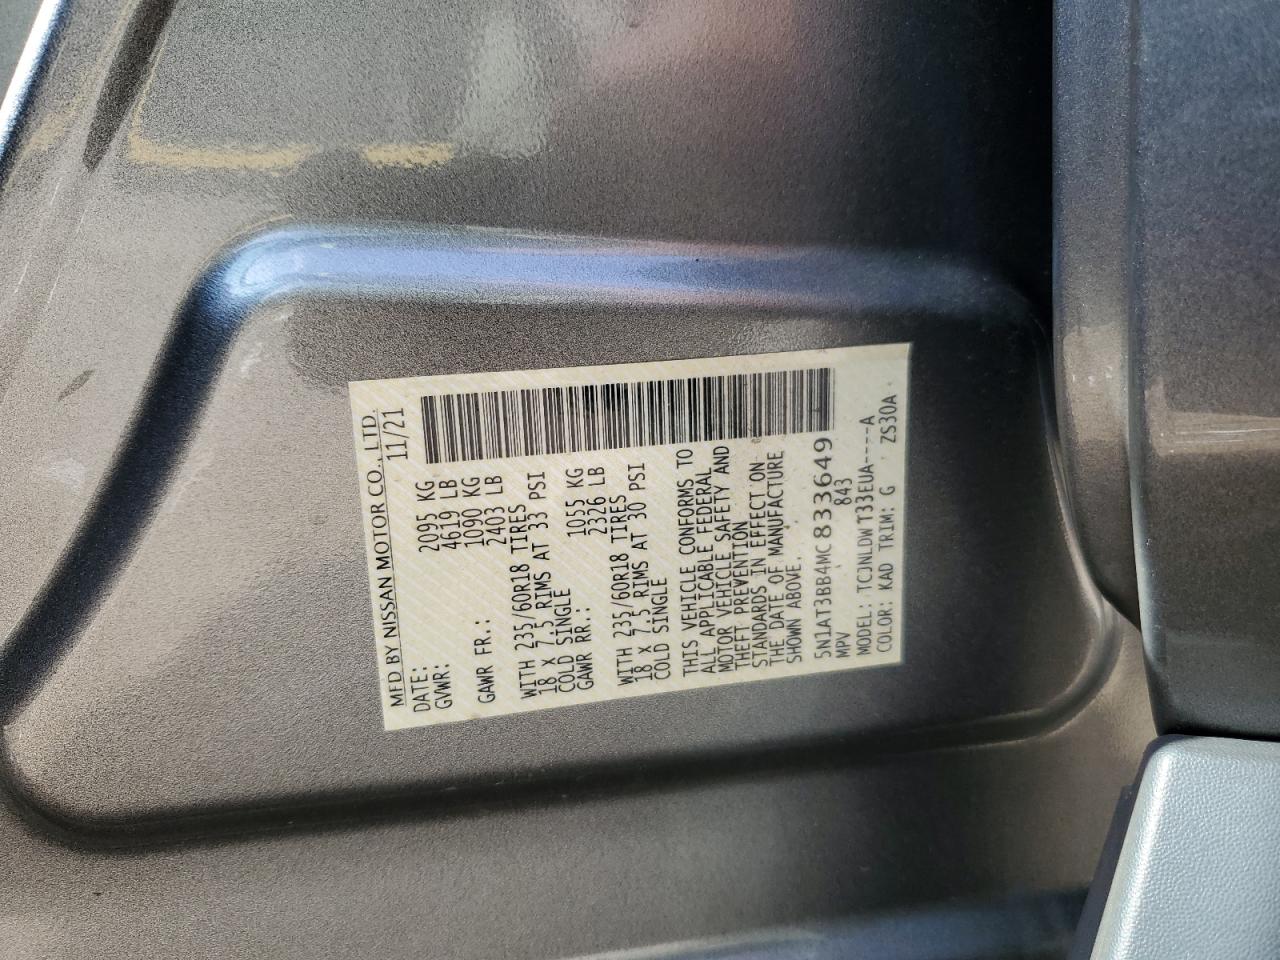 MFD BY NISSAN MOTOR CO., LTD.
DATE: 11/21
GVWR: 2095 KG
4619 LB
GAWR FR.: 1090 KG
2403 LB
WITH 235/60R18 TIRES
18 X 7.5 RIMS AT 33 PSI
COLD SINGLE
GAWR RR.: 1055 KG
2326 LB
WITH 235/60R18 TIRES
18 X 7.5 RIMS AT 30 PSI
COLD SINGLE
THIS VEHICLE CONFORMS TO
ALL APPLICABLE FEDERAL
MOTOR VEHICLE SAFETY AND
THEFT PREVENTION
STANDARDS IN EFFECT ON
THE DATE OF MANUFACTURE
SHOWN ABOVE.
5N1AT3BB4MC833649
MPV 843
MODEL: TCJNLDWT33EUA----A
COLOR: KAD TRIM: G ZS30A